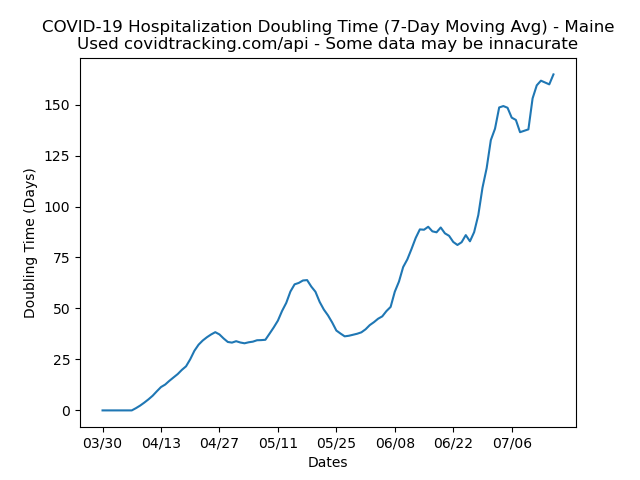 COVID-19 Hospitalization Doubling Time (7-Day Moving Avg) - Maine
Used covidtracking.com/api - Some data may be innacurate
Doubling Time (Days)
150
125
100
75
50
25
0
03/30 04/13 04/27 05/11 05/25 06/08 06/22 07/06
Dates